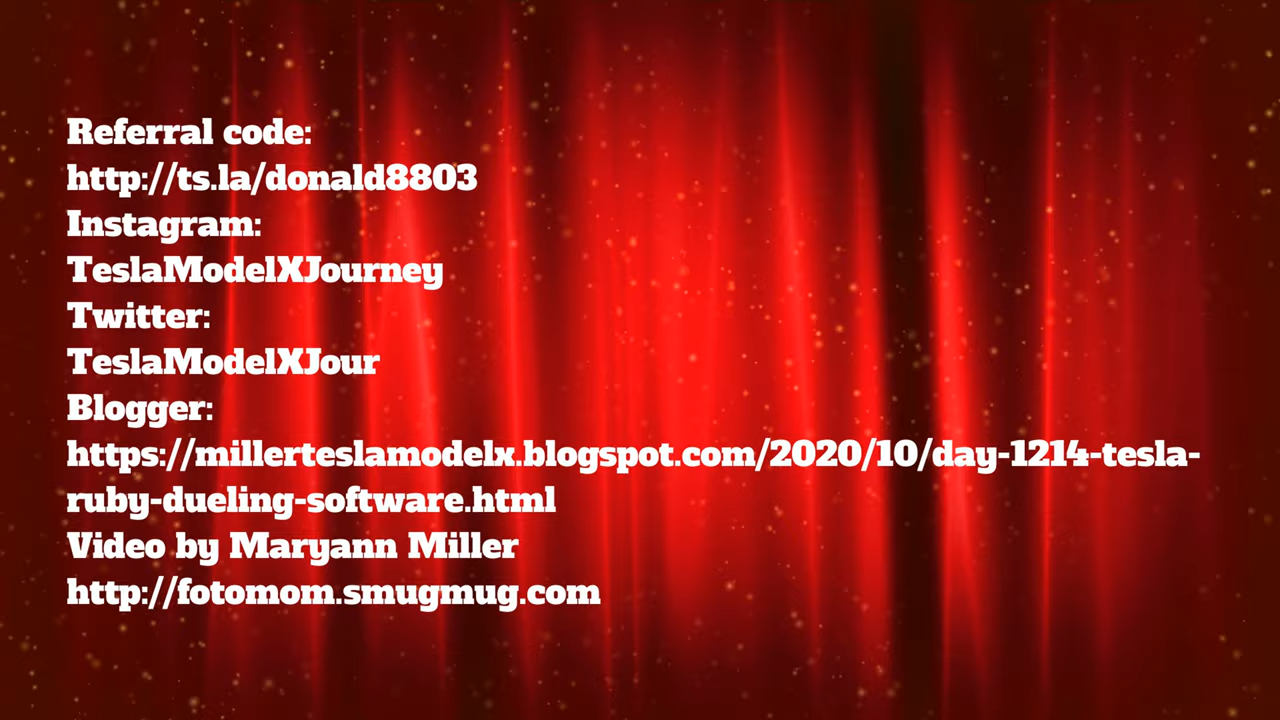 Referral code:
http://ts.la/donald8803
Instagram:
TeslaModelXJourney
Twitter:
TeslaModelXJour
Blogger:
https://millerteslamodelx.blogspot.com/2020/10/day-1214-tesla-
ruby-dueling-software.html
Video by Maryann Miller
http://fotomom.smugmug.com